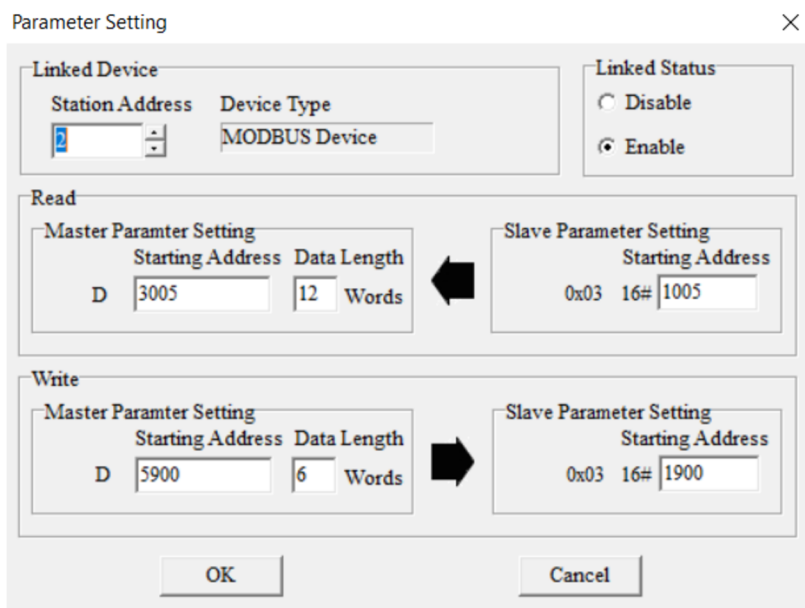 Parameter Setting
Linked Device
Station Address Device Type
2 MODBUS Device
Linked Status
Disable
Enable
Read
Master Paramter Setting
Starting Address Data Length
D 3005 12 Words
Slave Parameter Setting
Starting Address
0x03 16# 1005
Write
Master Paramter Setting
Starting Address Data Length
D 5900 6 Words
Slave Parameter Setting
Starting Address
0x03 16# 1900
OK Cancel